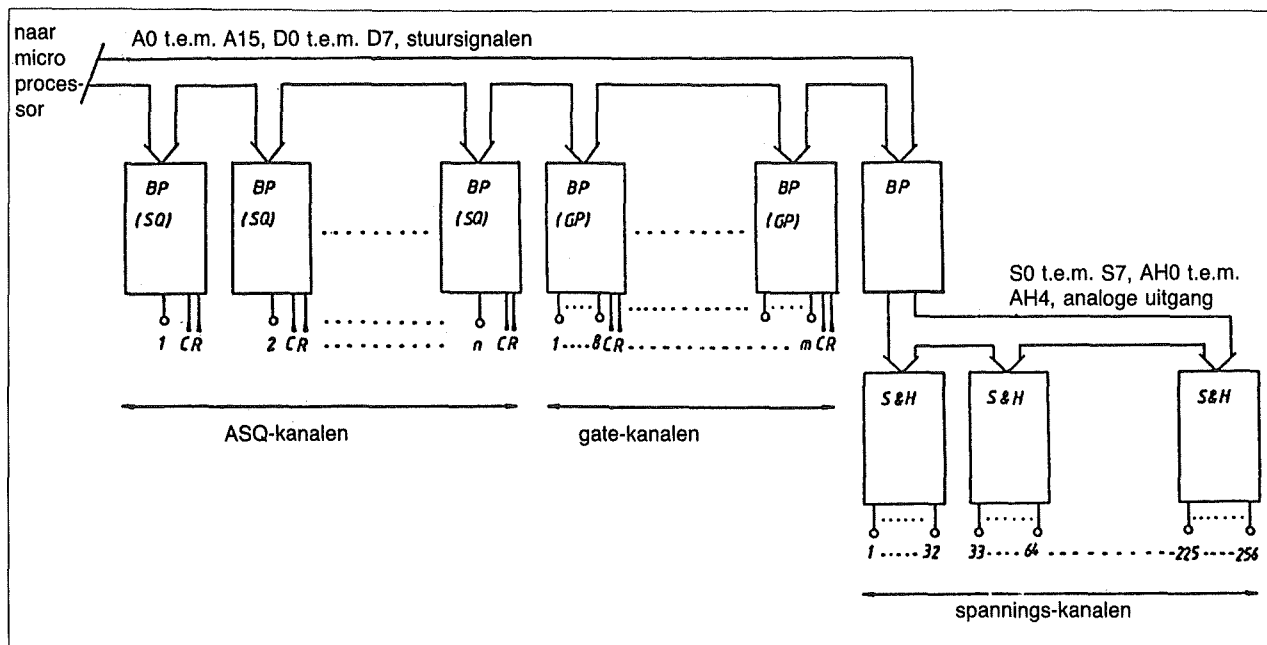 naar
micro
proces-
sor
A0 t.e.m. A15, D0 t.e.m. D7, stuursignalen
BP
(SQ)
BP
(SQ)
BP
(SQ)
BP
(GP)
BP
(GP)
BP
1 C R
2 C R
n C R
1 .... 8 C R
m C R
ASQ-kanalen
gate-kanalen
S0 t.e.m. S7, AH0 t.e.m.
AH4, analoge uitgang
S&H
S&H
S&H
1 ..... 32
33 .... 64
225 ..... 256
spannings-kanalen